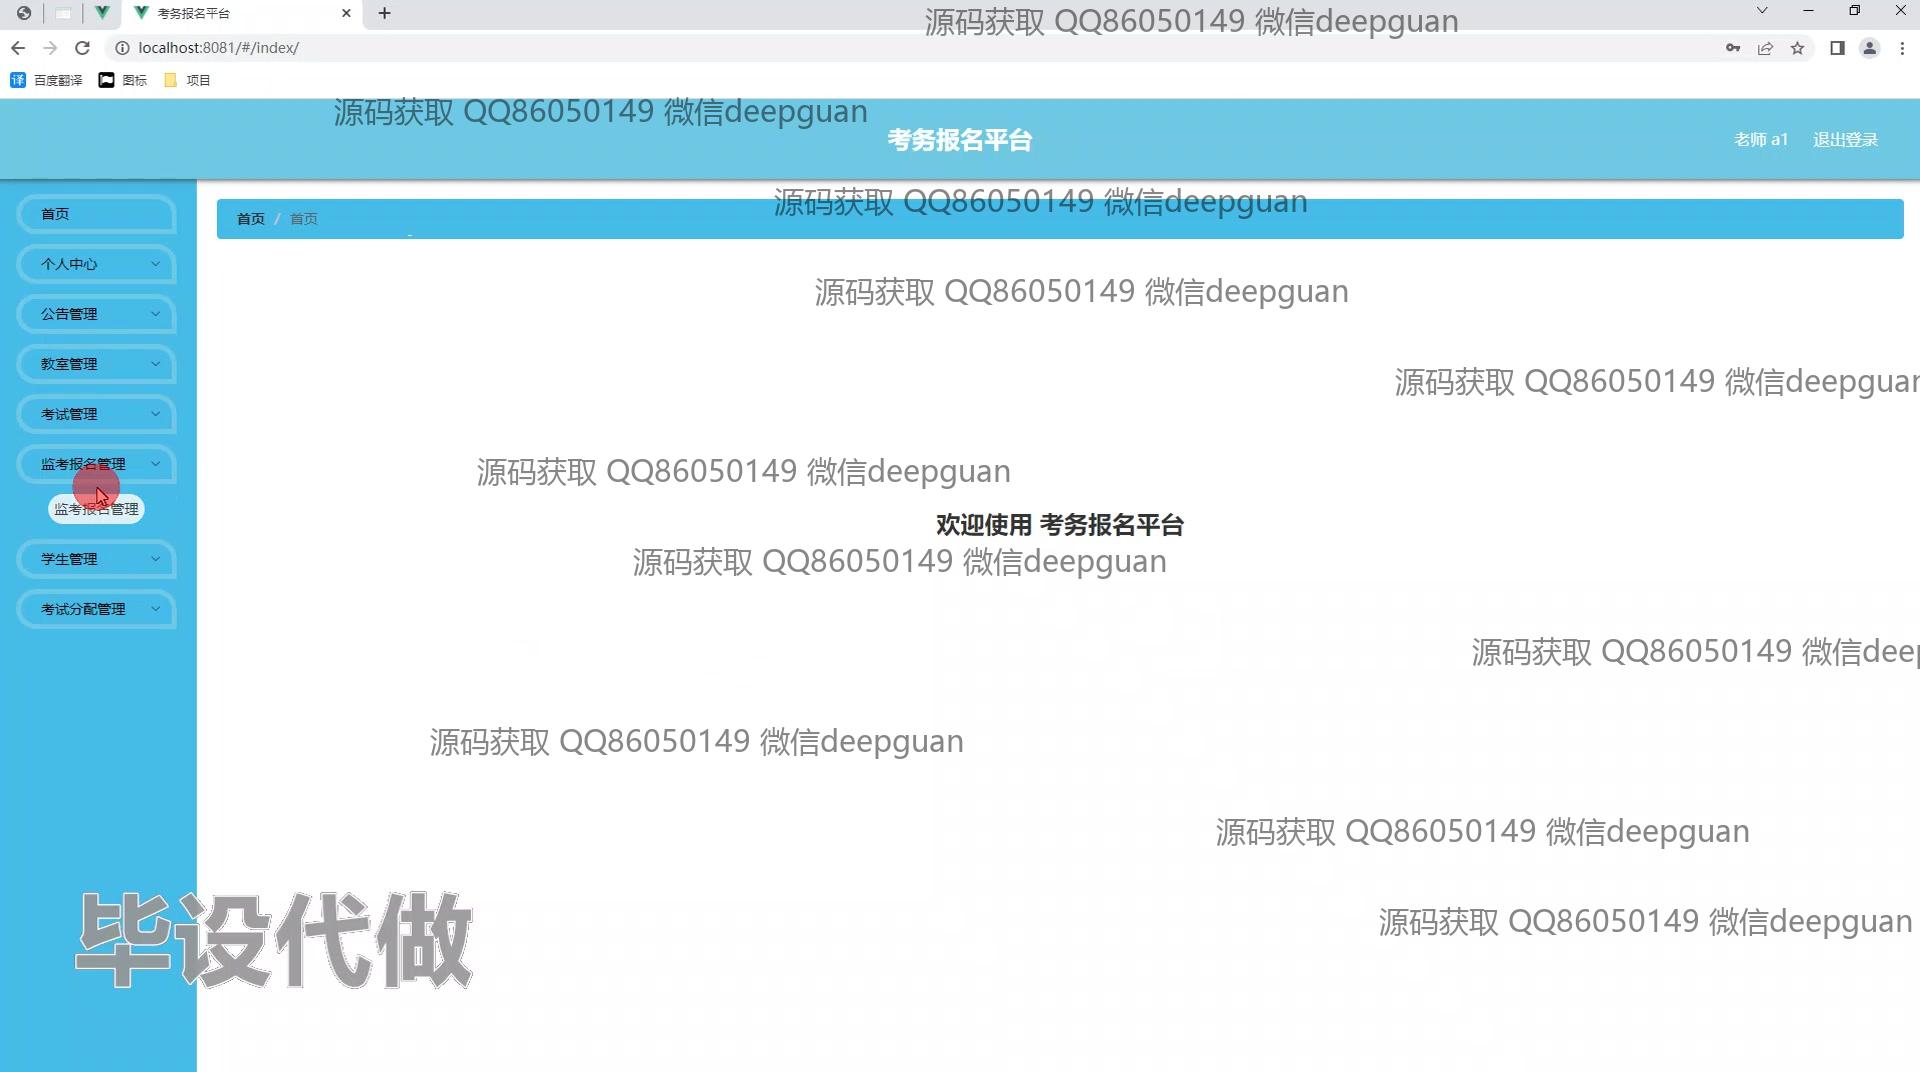 考务报名平台
源码获取 QQ86050149 微信deepguan
localhost:8081/#/index/
百度翻译 图标 项目
源码获取 QQ86050149 微信deepguan
考务报名平台
老师 a1 退出登录
源码获取 QQ86050149 微信deepguan
首页
首页 / 首页
个人中心
源码获取 QQ86050149 微信deepguan
公告管理
教室管理
源码获取 QQ86050149 微信deepguan
考试管理
监考报名管理
源码获取 QQ86050149 微信deepguan
监考报名管理
欢迎使用 考务报名平台
学生管理
源码获取 QQ86050149 微信deepguan
考试分配管理
源码获取 QQ86050149 微信deep
源码获取 QQ86050149 微信deepguan
源码获取 QQ86050149 微信deepguan
源码获取 QQ86050149 微信deepguan
毕设代做